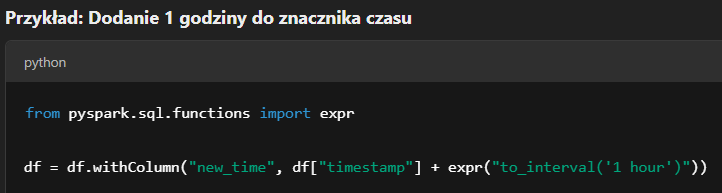 Przykład: Dodanie 1 godziny do znacznika czasu
python
from pyspark.sql.functions import expr
df = df.withColumn("new_time", df["timestamp"] + expr("to_interval('1 hour')"))